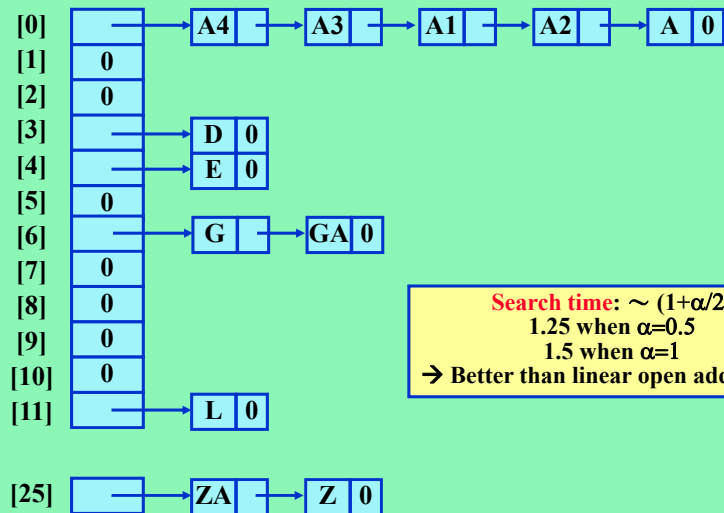 [0] A4 A3 A1 A2 A 0
[1] 0
[2] 0
[3] D 0
[4] E 0
[5] 0
[6] G GA 0
[7] 0
[8] 0
[9] 0
[10] 0
[11] L 0
Search time: ~ (1+α/2
1.25 when α=0.5
1.5 when α=1
→ Better than linear open
[25] ZA Z 0